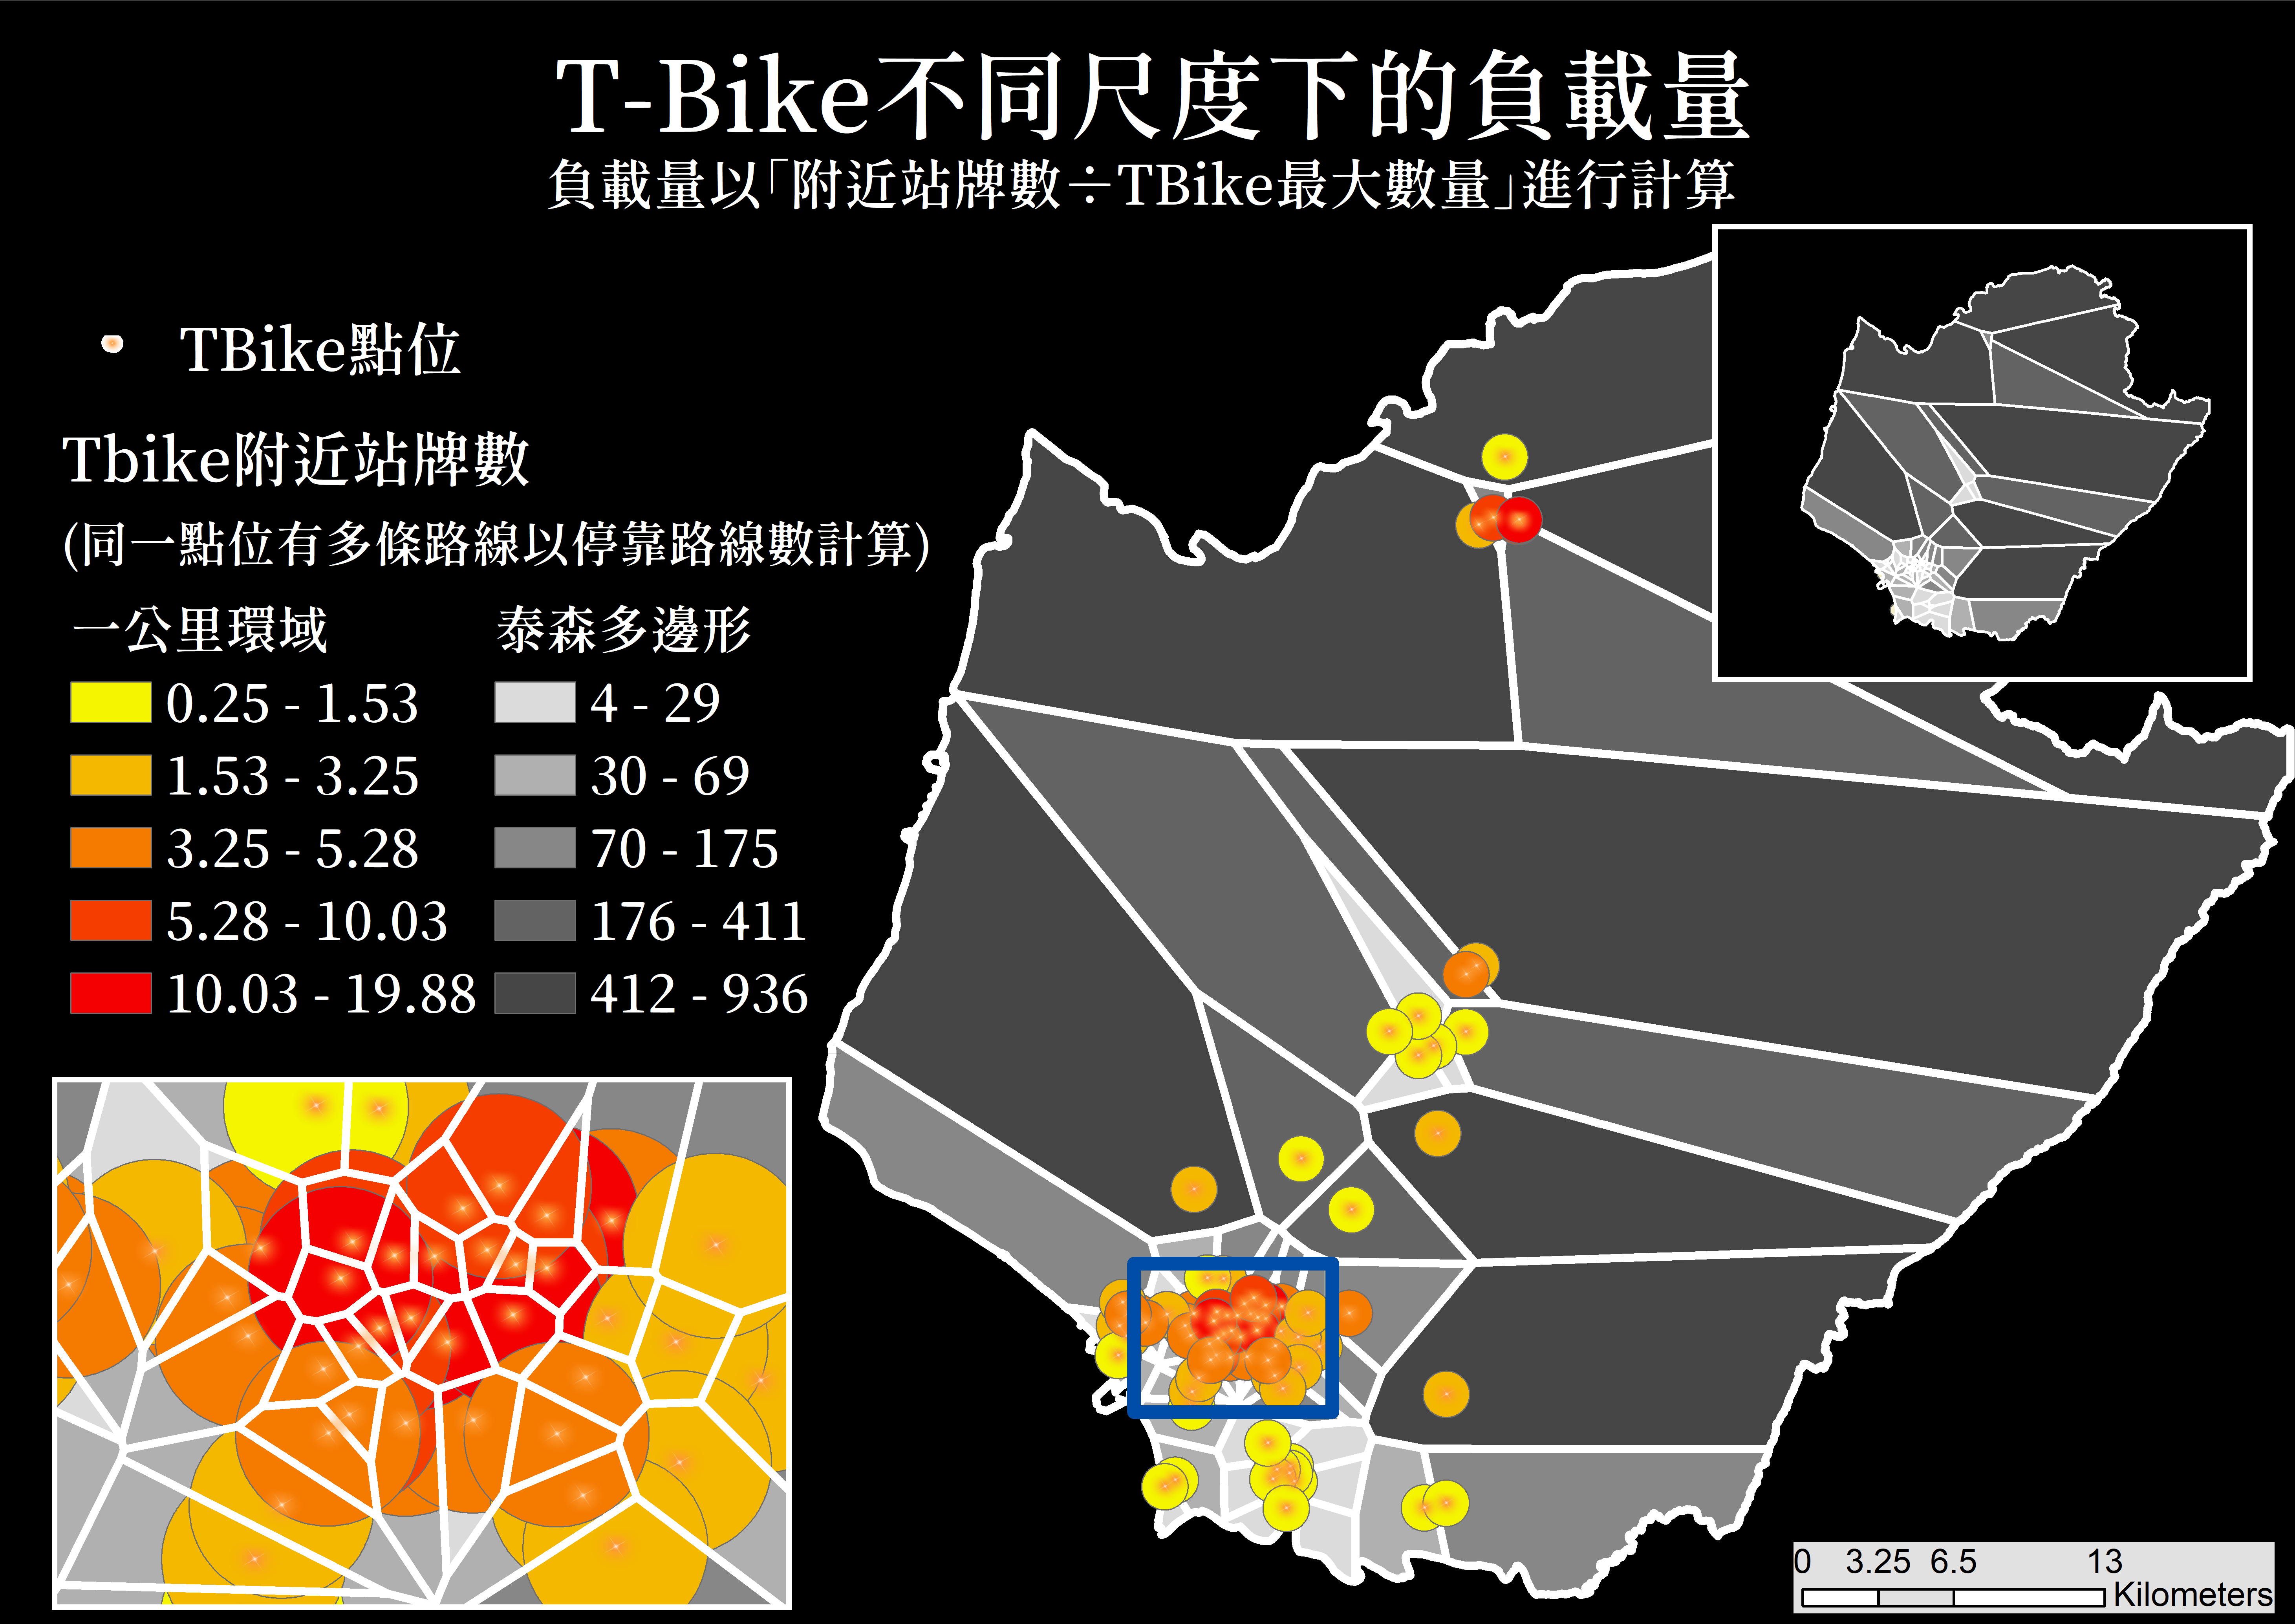 T-Bike不同尺度下的負載量
負載量以「附近站牌數÷TBike最大數量」進行計算
TBike點位
Tbike附近站牌數
(同一點位有多條路線以停靠路線數計算)
一公里環域 泰森多邊形
0.25 - 1.53 4 - 29
1.53 - 3.25 30 - 69
3.25 - 5.28 70 - 175
5.28 - 10.03 176 - 411
10.03 - 19.88 412 - 936
0 3.25 6.5 13
Kilometers